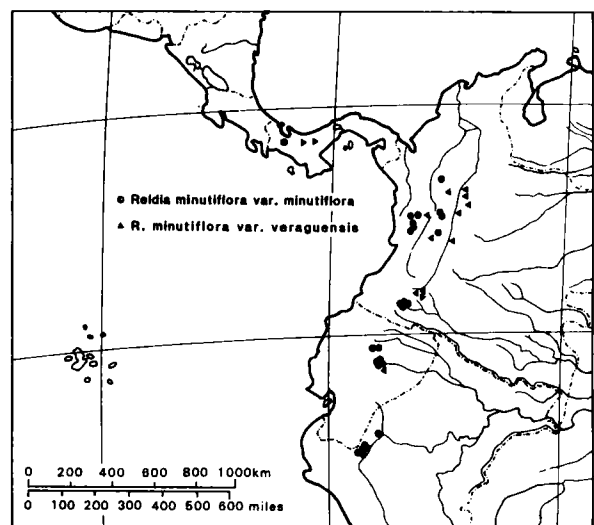 ● Reldia minutiflora var. minutiflora
▲ R. minutiflora var. veraguensis
0 200 400 600 800 1000km
0 100 200 300 400 500 600 miles